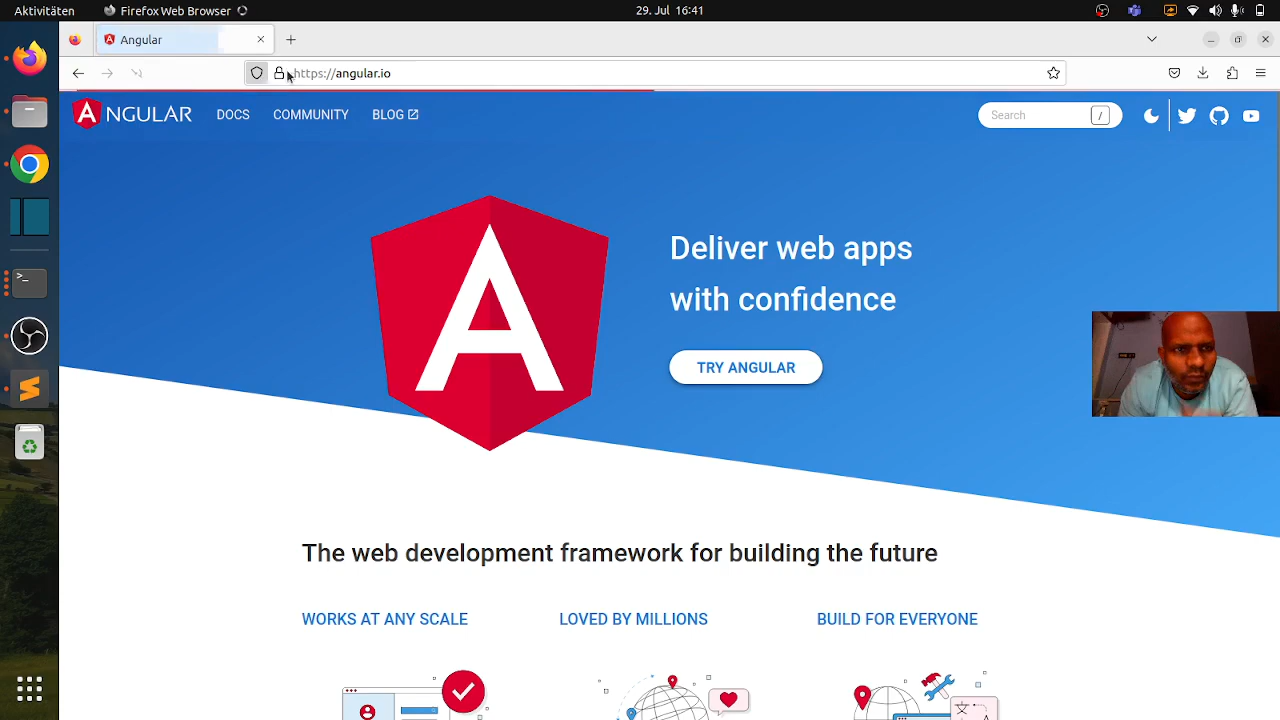 Aktivitäten
Firefox Web Browser
29. Jul 16:41
Angular
https://angular.io
ANGULAR
DOCS
COMMUNITY
BLOG
Search
/
Deliver web apps
with confidence
TRY ANGULAR
The web development framework for building the future
WORKS AT ANY SCALE
LOVED BY MILLIONS
BUILD FOR EVERYONE